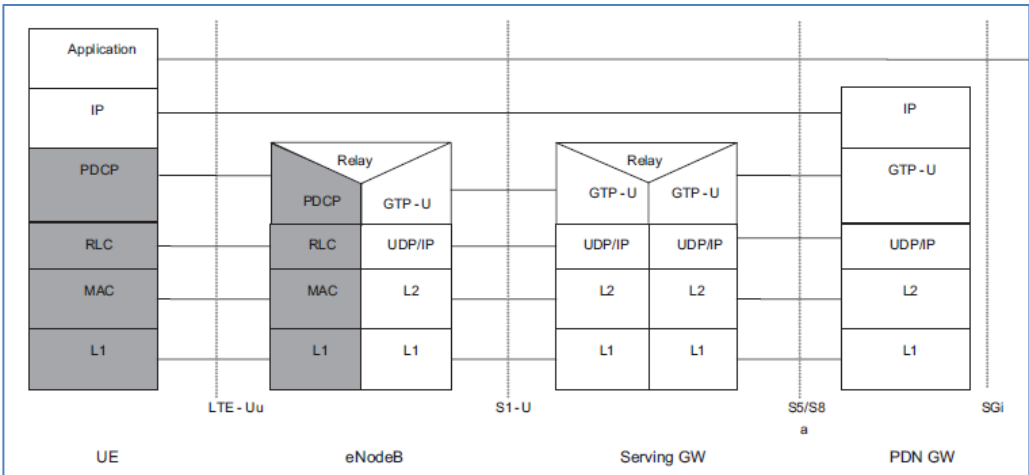 Application
IP
IP
PDCP
Relay
Relay
GTP - U
PDCP
GTP - U
GTP - U
GTP - U
RLC
RLC
UDP/IP
UDP/IP
UDP/IP
UDP/IP
MAC
MAC
L2
L2
L2
L2
L1
L1
L1
L1
L1
L1
LTE - Uu
S1 - U
S5/S8
a
SGi
UE
eNodeB
Serving GW
PDN GW